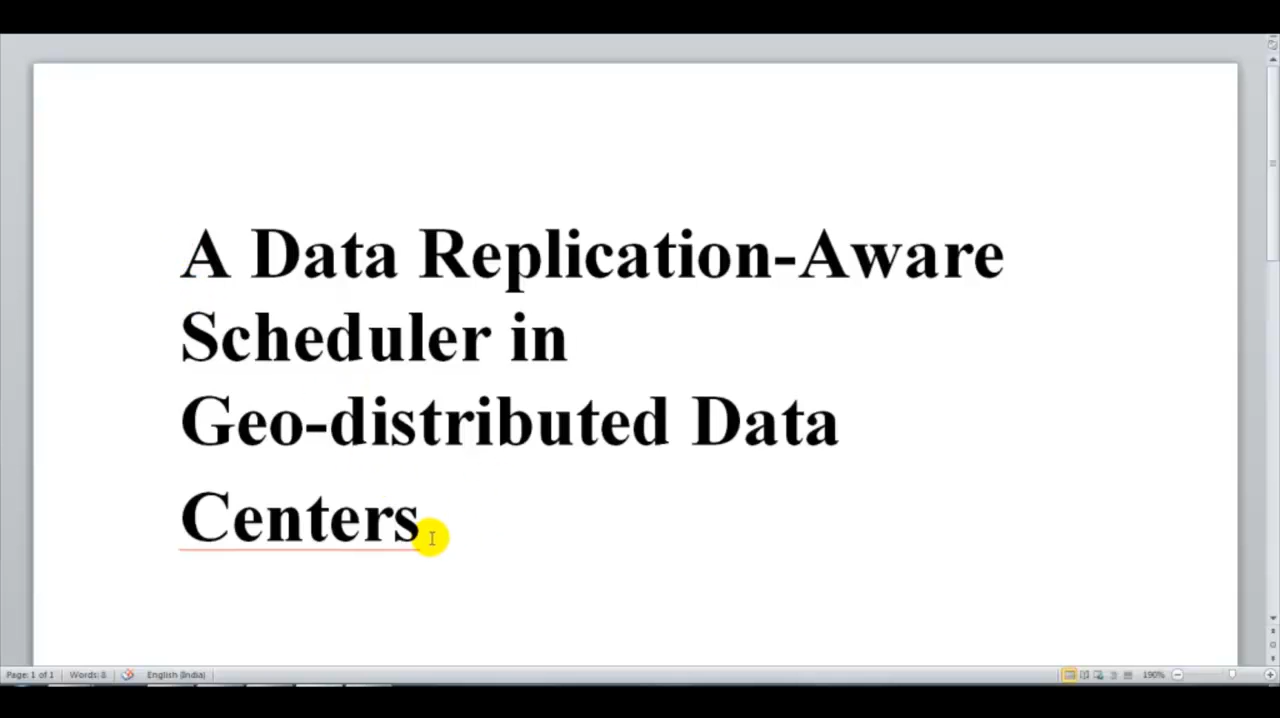 A Data Replication-Aware
Scheduler in
Geo-distributed Data
Centers
Page: 1 of 1 Words: 8 English (India) 190%